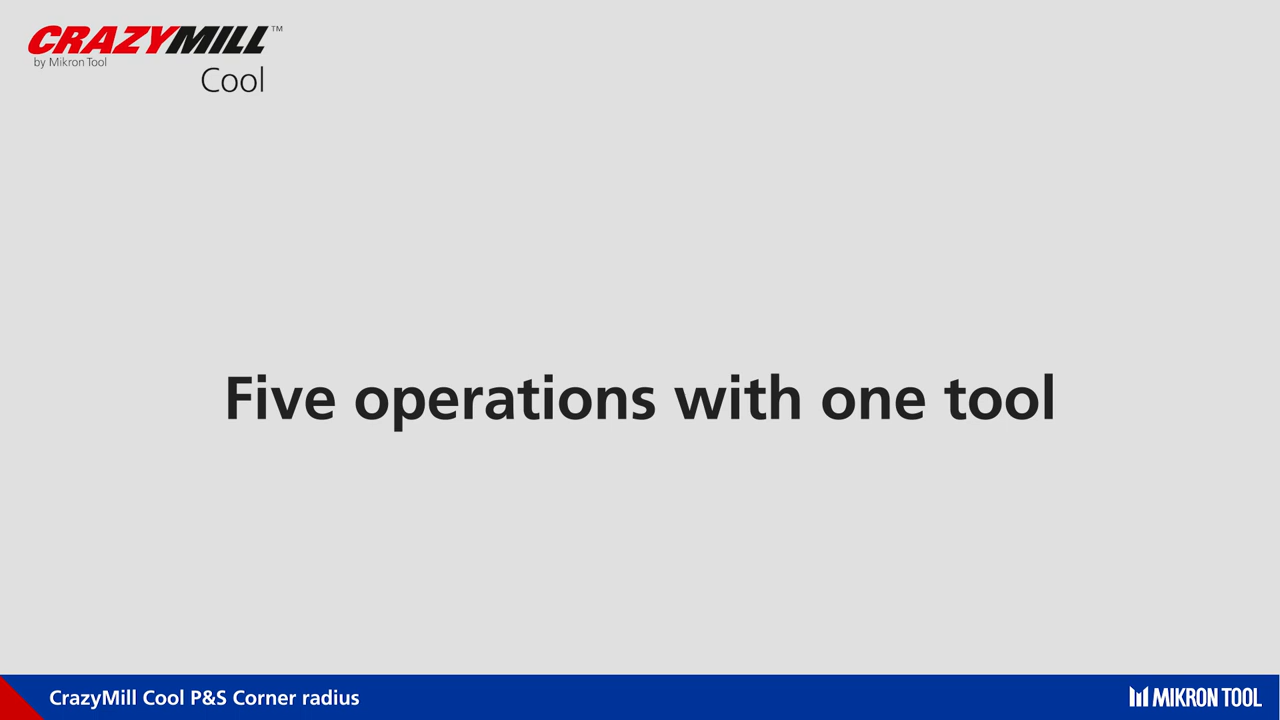 CRAZYMILL™
by Mikron Tool
Cool
Five operations with one tool
CrazyMill Cool P&S Corner radius
MIKRON TOOL